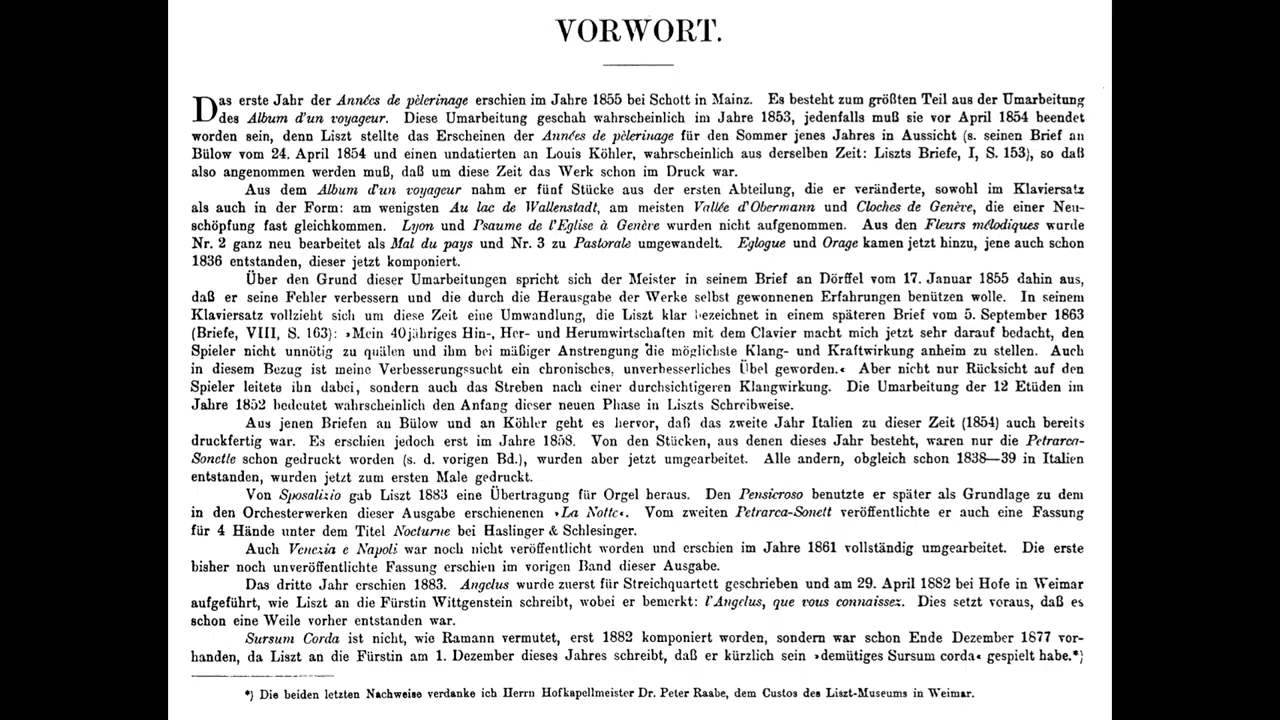 VORWORT.
Das erste Jahr der Années de pèlerinage erschien im Jahre 1855 bei Schott in Mainz. Es besteht zum größten Teil aus der Umarbeitung
des Album d'un voyageur. Diese Umarbeitung geschah wahrscheinlich im Jahre 1853, jedenfalls muß sie vor April 1854 beendet
worden sein, denn Liszt stellte das Erscheinen der Années de pèlerinage für den Sommer jenes Jahres in Aussicht (s. seinen Brief an
Bülow vom 24. April 1854 und einen undatierten an Louis Köhler, wahrscheinlich aus derselben Zeit: Liszts Briefe, I, S. 153), so daß
also angenommen werden muß, daß um diese Zeit das Werk schon im Druck war.
Aus dem Album d'un voyageur nahm er fünf Stücke aus der ersten Abteilung, die er veränderte, sowohl im Klaviersatz
als auch in der Form: am wenigsten Au lac de Wallenstadt, am meisten Vallée d'Obermann und Cloches de Genève, die einer Neu-
schöpfung fast gleichkommen. Lyon und Psaume de l'Eglise à Genève wurden nicht aufgenommen. Aus den Fleurs mélodiques wurde
Nr. 2 ganz neu bearbeitet als Mal du pays und Nr. 3 zu Pastorale umgewandelt. Eglogue und Orage kamen jetzt hinzu, jene auch schon
1836 entstanden, dieser jetzt komponiert.
Über den Grund dieser Umarbeitungen spricht sich der Meister in seinem Brief an Dörffel vom 17. Januar 1855 dahin aus,
daß er seine Fehler verbessern und die durch die Herausgabe der Werke selbst gewonnenen Erfahrungen benützen wolle. In seinem
Klaviersatz vollzieht sich um diese Zeit eine Umwandlung, die Liszt klar bezeichnet in einem späteren Brief vom 5. September 1863
(Briefe, VIII, S. 163): »Mein 40jähriges Hin-, Her- und Herumwirtschaften mit dem Clavier macht mich jetzt sehr darauf bedacht, den
Spieler nicht unnötig zu quälen und ihm bei mäßiger Anstrengung die möglichste Klang- und Kraftwirkung anheim zu stellen. Auch
in diesem Bezug ist meine Verbesserungssucht ein chronisches, unverbesserliches Übel geworden.« Aber nicht nur Rücksicht auf den
Spieler leitete ihn dabei, sondern auch das Streben nach einer durchsichtigeren Klangwirkung. Die Umarbeitung der 12 Etüden im
Jahre 1852 bedeutet wahrscheinlich den Anfang dieser neuen Phase in Liszts Schreibweise.
Aus jenen Briefen an Bülow und an Köhler geht es hervor, daß das zweite Jahr Italien zu dieser Zeit (1854) auch bereits
druckfertig war. Es erschien jedoch erst im Jahre 1858. Von den Stücken, aus denen dieses Jahr besteht, waren nur die Petrarca-
Sonette schon gedruckt worden (s. d. vorigen Bd.), wurden aber jetzt umgearbeitet. Alle andern, obgleich schon 1838—39 in Italien
entstanden, wurden jetzt zum ersten Male gedruckt.
Von Sposalizio gab Liszt 1883 eine Übertragung für Orgel heraus. Den Pensieroso benutzte er später als Grundlage zu dem
in den Orchesterwerken dieser Ausgabe erschienenen »La Notte«. Vom zweiten Petrarca-Sonett veröffentlichte er auch eine Fassung
für 4 Hände unter dem Titel Nocturne bei Haslinger & Schlesinger.
Auch Venezia e Napoli war noch nicht veröffentlicht worden und erschien im Jahre 1861 vollständig umgearbeitet. Die erste
bisher noch unveröffentlichte Fassung erschien im vorigen Band dieser Ausgabe.
Das dritte Jahr erschien 1883. Angelus wurde zuerst für Streichquartett geschrieben und am 29. April 1882 bei Hofe in Weimar
aufgeführt, wie Liszt an die Fürstin Wittgenstein schreibt, wobei er bemerkt: l'Angelus, que vous connaissez. Dies setzt voraus, daß es
schon eine Weile vorher entstanden war.
Sursum Corda ist nicht, wie Ramann vermutet, erst 1882 komponiert worden, sondern war schon Ende Dezember 1877 vor-
handen, da Liszt an die Fürstin am 1. Dezember dieses Jahres schreibt, daß er kürzlich sein »demütiges Sursum corda« gespielt habe.*)
*) Die beiden letzten Nachweise verdanke ich Herrn Hofkapellmeister Dr. Peter Raabe, dem Custos des Liszt-Museums in Weimar.